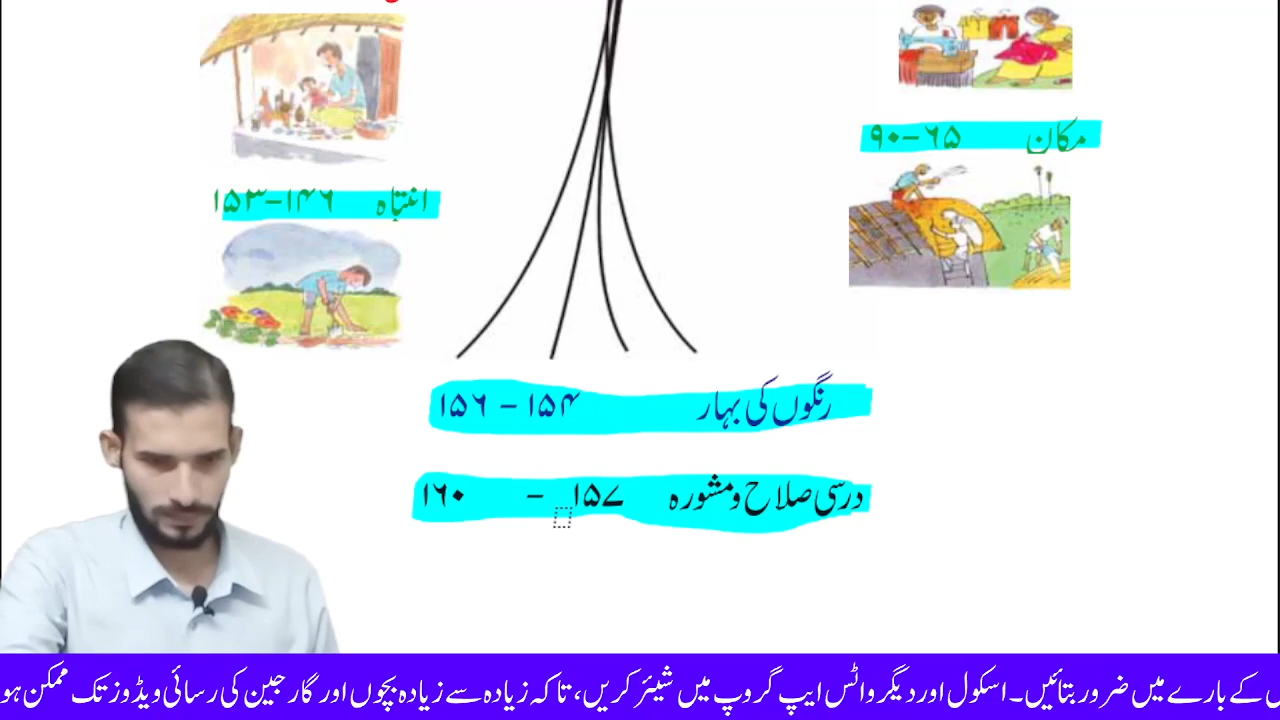 مکان ۶۵-۹۰
انتباہ ۱۴۶-۱۵۳
رنگوں کی بہار ۱۵۴ - ۱۵۶
درسی صلاح و مشورہ ۱۵۷ - ۱۶۰
کے بارے میں ضرور بتائیں۔ اسکول اور دیگر واٹس ایپ گروپ میں شیئر کریں، تاکہ زیادہ سے زیادہ بچوں اور گارجین کی رسائی ویڈوز تک ممکن ہو